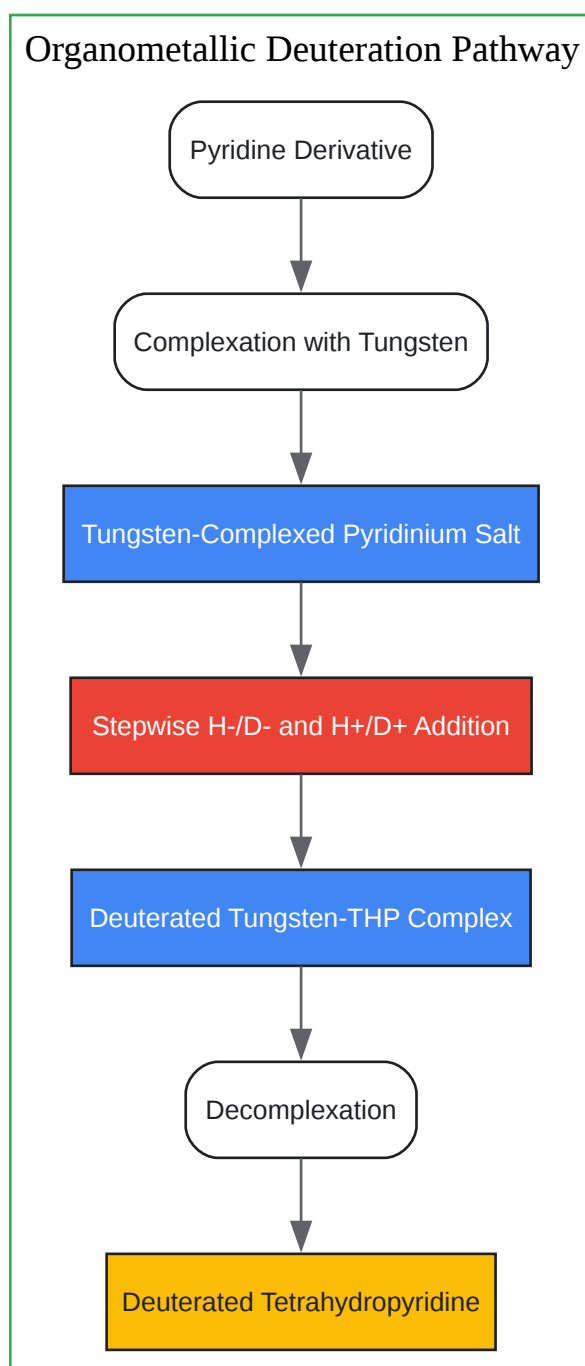 Organometallic Deuteration Pathway
Pyridine Derivative
Complexation with Tungsten
Tungsten-Complexed Pyridinium Salt
Stepwise H-/D- and H+/D+ Addition
Deuterated Tungsten-THP Complex
Decomplexation
Deuterated Tetrahydropyridine